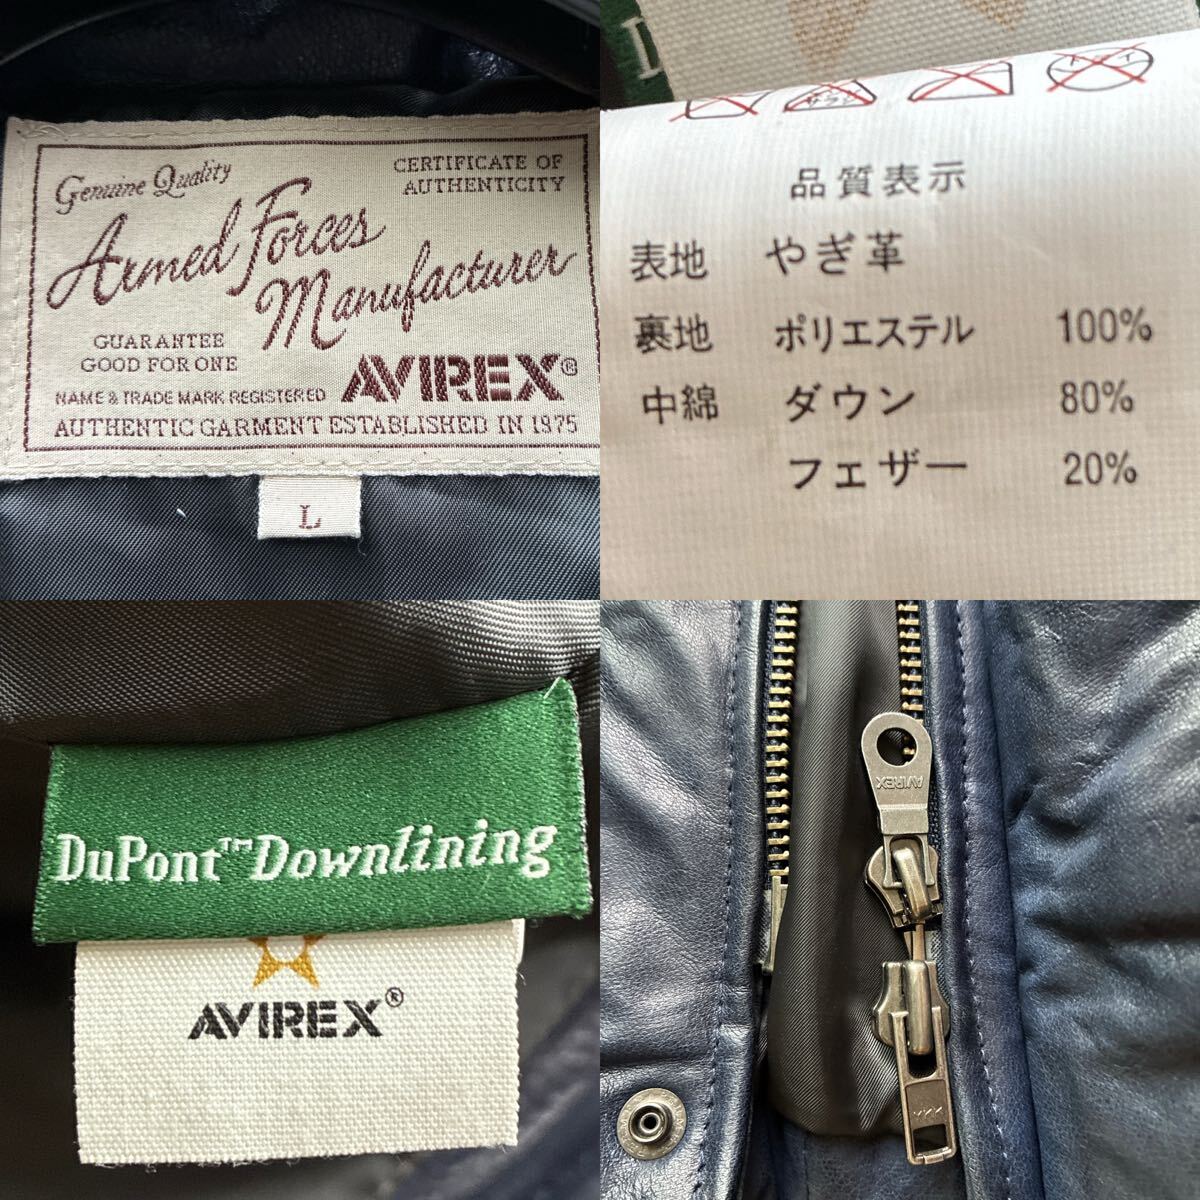 Genuine Quality
CERTIFICATE OF
AUTHENTICITY
Armed Forces
Manufacturer
GUARANTEE
GOOD FOR ONE
AVIREX®
NAME & TRADE MARK REGISTERED
AUTHENTIC GARMENT ESTABLISHED IN 1975
L
品質表示
表地 やぎ革
裏地 ポリエステル 100%
中綿 ダウン 80%
フェザー 20%
DuPont™ Downlining
AVIREX®
AVIREX
YKK